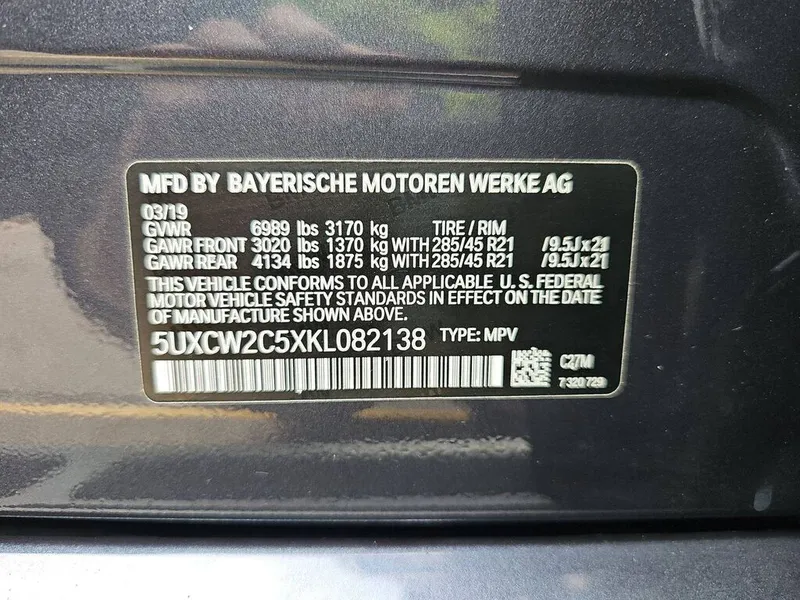 MFD BY BAYERISCHE MOTOREN WERKE AG
03/19
GVWR 6989 lbs 3170 kg TIRE / RIM
GAWR FRONT 3020 lbs 1370 kg WITH 285/45 R21 /9.5J x 21
GAWR REAR 4134 lbs 1875 kg WITH 285/45 R21 /9.5J x 21
THIS VEHICLE CONFORMS TO ALL APPLICABLE U. S. FEDERAL
MOTOR VEHICLE SAFETY STANDARDS IN EFFECT ON THE DATE
OF MANUFACTURE SHOWN ABOVE.
5UXCW2C5XKL082138 TYPE: MPV
C27M
7 320 729